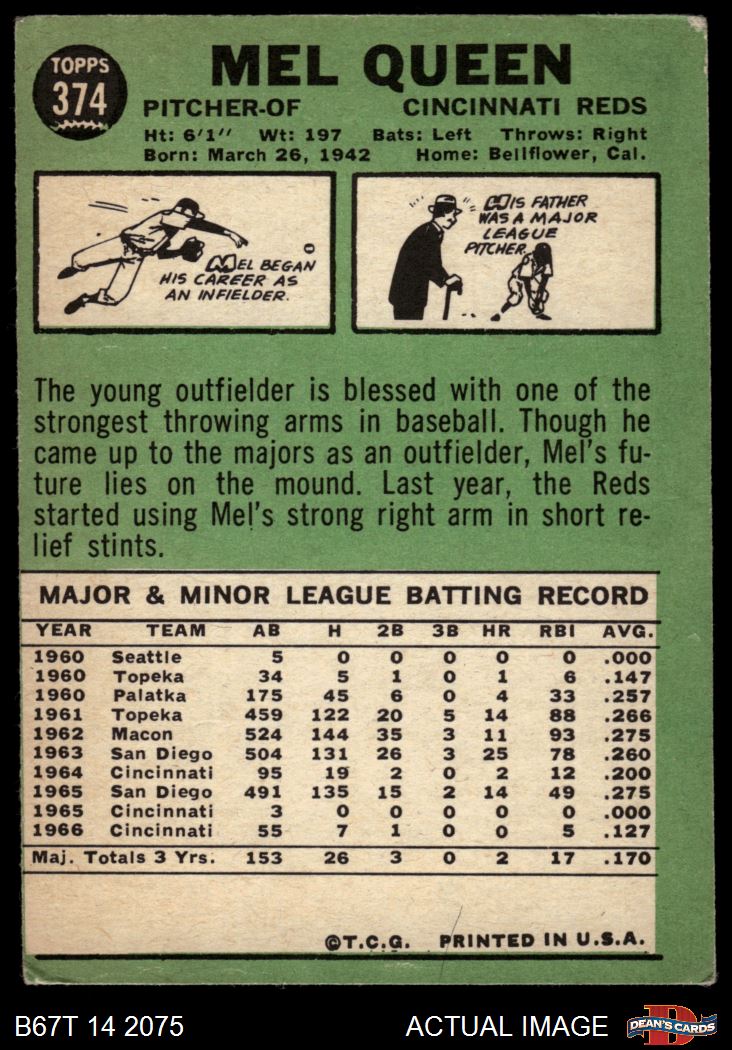 TOPPS
374
MEL QUEEN
PITCHER-OF CINCINNATI REDS
Ht: 6'1" Wt: 197 Bats: Left Throws: Right
Born: March 26, 1942 Home: Bellflower, Cal.
MEL BEGAN
HIS CAREER AS
AN INFIELDER.
HIS FATHER
WAS A MAJOR
LEAGUE
PITCHER.
The young outfielder is blessed with one of the
strongest throwing arms in baseball. Though he
came up to the majors as an outfielder, Mel's fu-
ture lies on the mound. Last year, the Reds
started using Mel's strong right arm in short re-
lief stints.
MAJOR & MINOR LEAGUE BATTING RECORD
YEAR TEAM AB H 2B 3B HR RBI AVG.
1960 Seattle 5 0 0 0 0 0 .000
1960 Topeka 34 5 1 0 1 6 .147
1960 Palatka 175 45 6 0 4 33 .257
1961 Topeka 459 122 20 5 14 88 .266
1962 Macon 524 144 35 3 11 93 .275
1963 San Diego 504 131 26 3 25 78 .260
1964 Cincinnati 95 19 2 0 2 12 .200
1965 San Diego 491 135 15 2 14 49 .275
1965 Cincinnati 3 0 0 0 0 0 .000
1966 Cincinnati 55 7 1 0 0 5 .127
Maj. Totals 3 Yrs. 153 26 3 0 2 17 .170
©T.C.G. PRINTED IN U.S.A.
B67T 14 2075 ACTUAL IMAGE DEAN'S CARDS